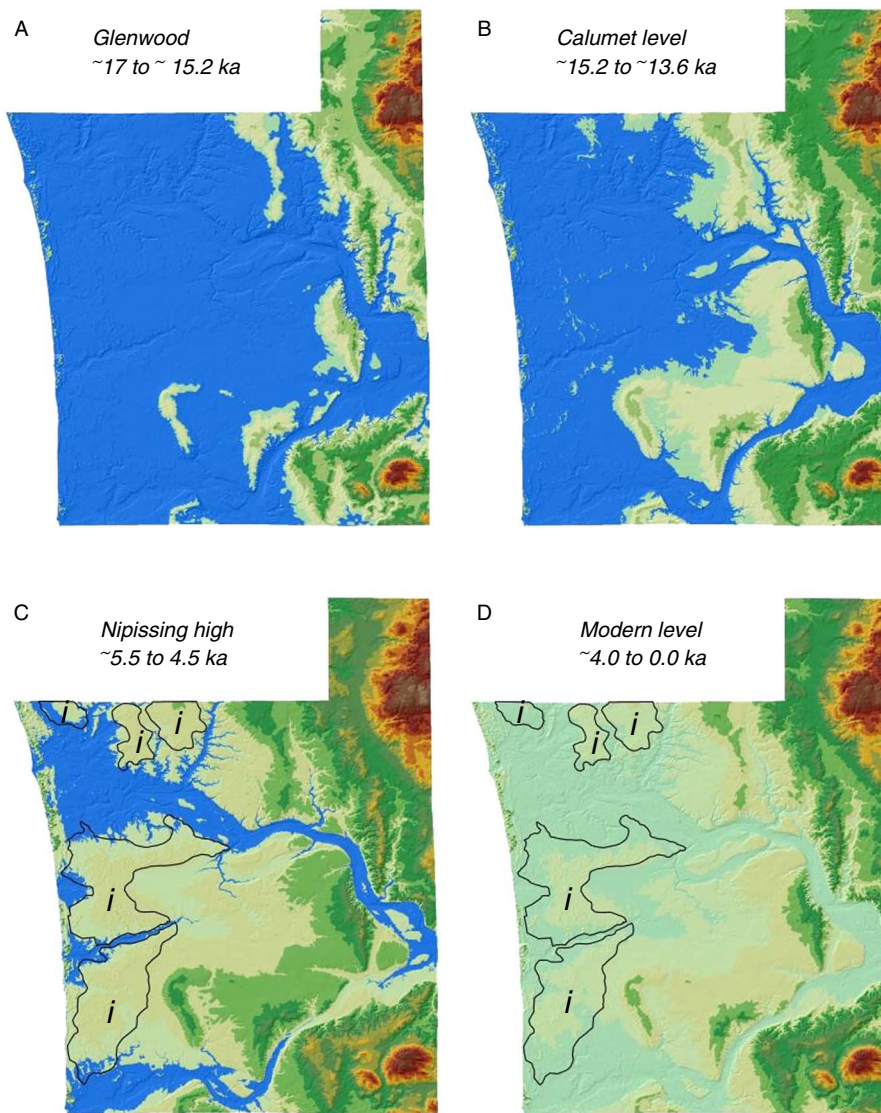 A
Glenwood
~17 to ~ 15.2 ka
B
Calumet level
~15.2 to ~13.6 ka
C
Nipissing high
~5.5 to 4.5 ka
i
i
i
i
i
D
Modern level
~4.0 to 0.0 ka
i
i
i
i
i